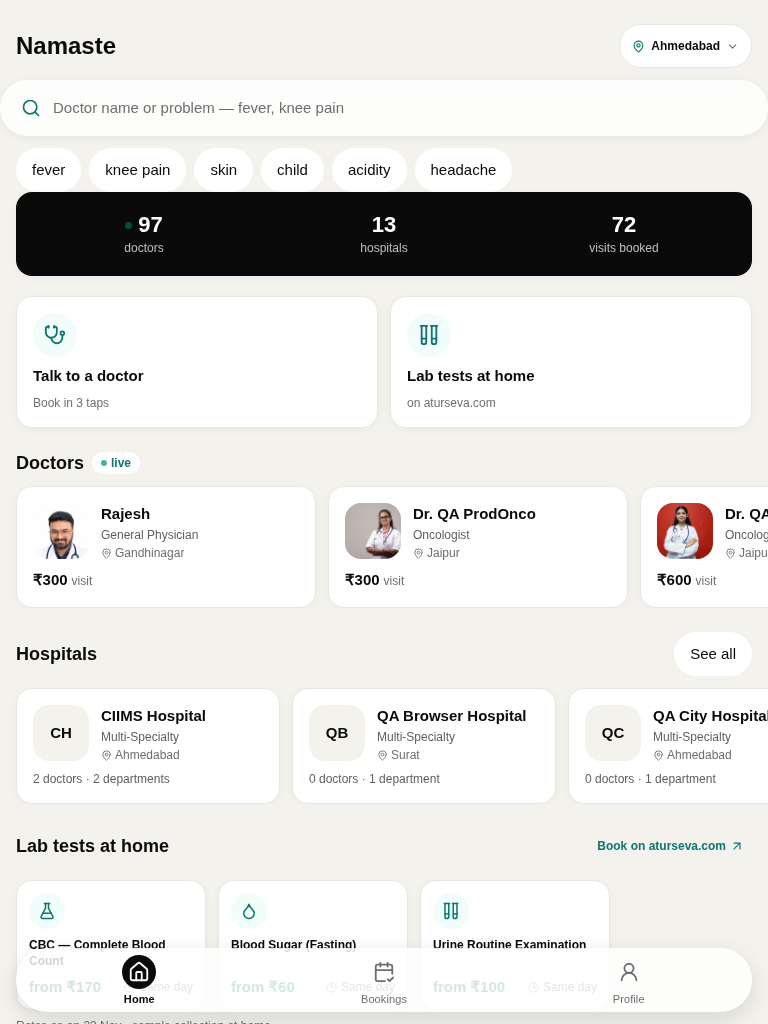 Namaste
Ahmedabad
Doctor name or problem — fever, knee pain
fever knee pain skin child acidity headache
97 13 72
doctors hospitals visits booked
Talk to a doctor
Book in 3 taps
Lab tests at home
on aturseva.com
Doctors live
Rajesh
General Physician
Gandhinagar
₹300 visit
Dr. QA ProdOnco
Oncologist
Jaipur
₹300 visit
Dr. QA
Oncolog
Jaipu
₹600 visit
Hospitals See all
CH
CIIMS Hospital
Multi-Specialty
Ahmedabad
2 doctors · 2 departments
QB
QA Browser Hospital
Multi-Specialty
Surat
0 doctors · 1 department
QC
QA City Hospital
Multi-Specialty
Ahmedabad
0 doctors · 1 department
Lab tests at home Book on aturseva.com
CBC — Complete Blood
Count
from ₹170 me day
Blood Sugar (Fasting)
from ₹60 Same day
Urine Routine Examination
from ₹100 Same day
Home Bookings Profile